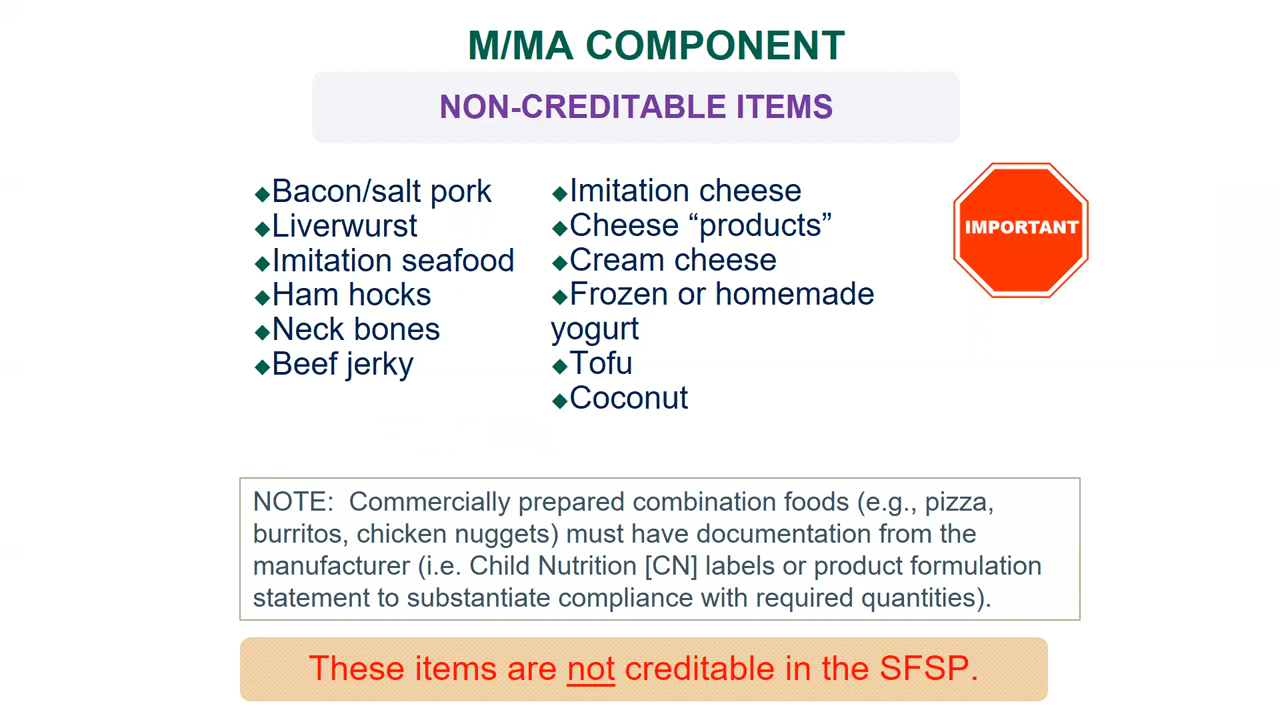 M/MA COMPONENT
NON-CREDITABLE ITEMS
◆Bacon/salt pork
◆Liverwurst
◆Imitation seafood
◆Ham hocks
◆Neck bones
◆Beef jerky
◆Imitation cheese
◆Cheese “products”
◆Cream cheese
◆Frozen or homemade
yogurt
◆Tofu
◆Coconut
IMPORTANT
NOTE:  Commercially prepared combination foods (e.g., pizza,
burritos, chicken nuggets) must have documentation from the
manufacturer (i.e. Child Nutrition [CN] labels or product formulation
statement to substantiate compliance with required quantities).
These items are not creditable in the SFSP.